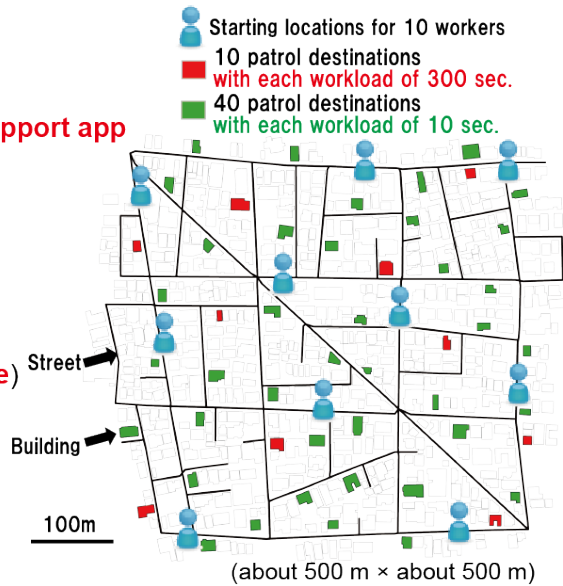 Starting locations for 10 workers
10 patrol destinations
with each workload of 300 sec.
40 patrol destinations
with each workload of 10 sec.
pport app
Street
e)
Building
100m
(about 500 m × about 500 m)